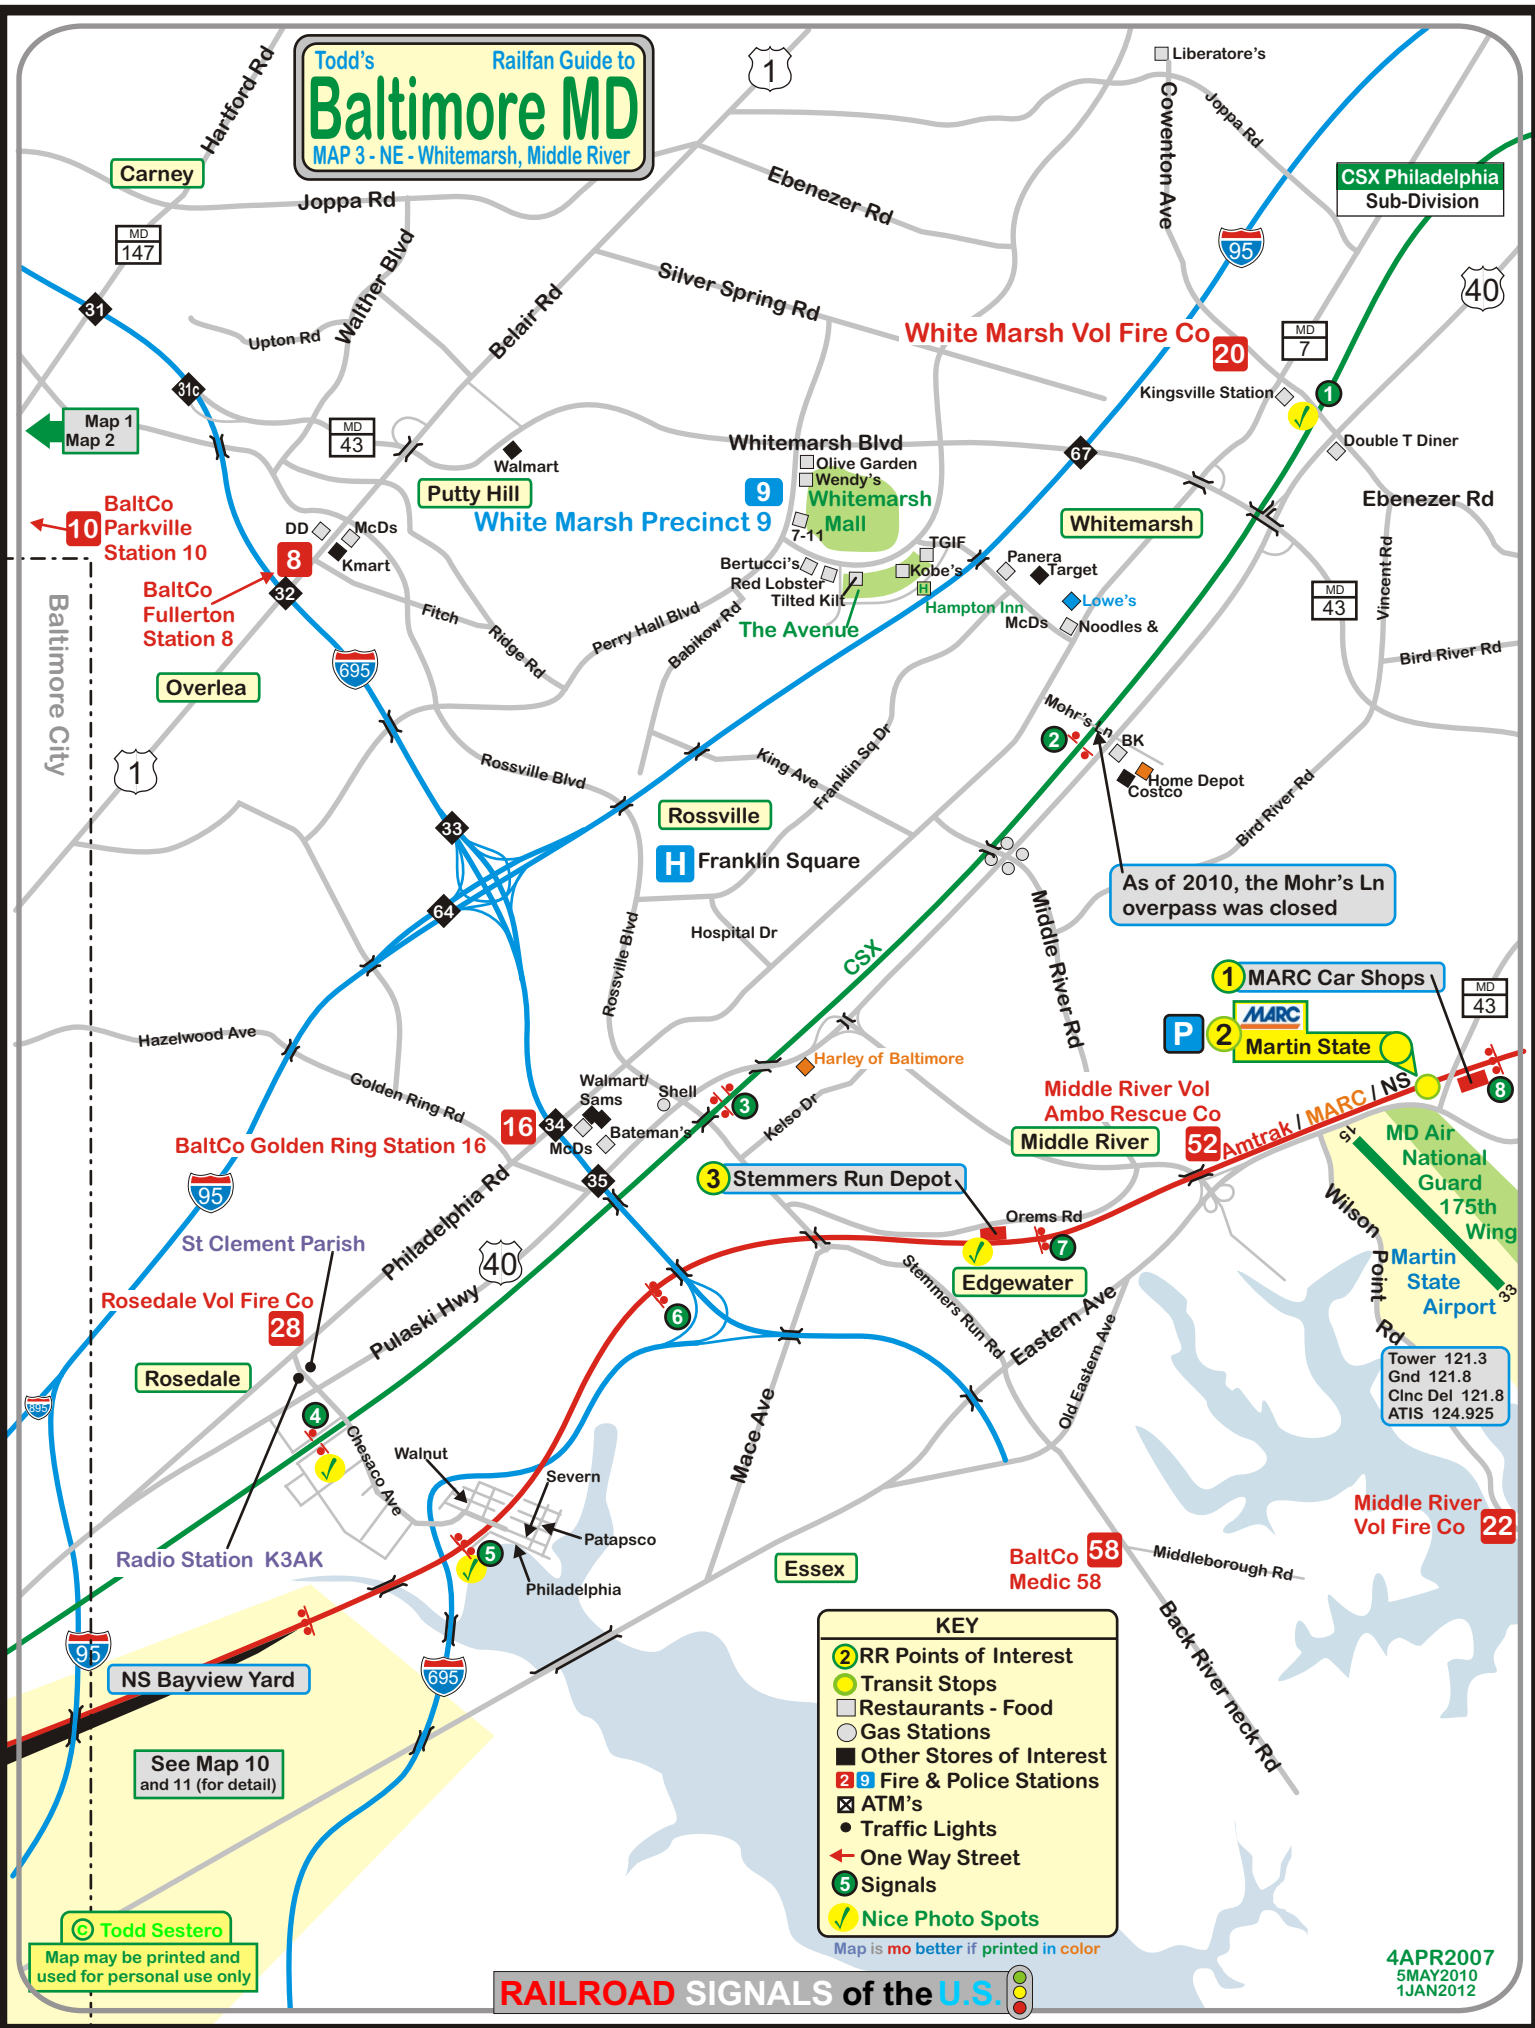 Todd's
Railfan Guide to
Baltimore MD
MAP 3 - NE - Whitemarsh, Middle River
1
Liberatore's
Hartford Rd
Cowenton Ave
Joppa Rd
Carney
Joppa Rd
Ebenezer Rd
CSX Philadelphia
Sub-Division
MD
147
Walther Blvd
95
Silver Spring Rd
40
31
Belair Rd
Upton Rd
White Marsh Vol Fire Co
20
MD
7
31c
Kingsville Station
1
Map 1
Map 2
MD
43
Whitemarsh Blvd
67
Double T Diner
Walmart
Olive Garden
Wendy's
Putty Hill
9
Whitemarsh
Mall
Ebenezer Rd
10
BaltCo
Parkville
Station 10
White Marsh Precinct 9
7-11
Whitemarsh
DD
McDs
Kmart
8
TGIF
Panera
Target
Bertucci's
Kobe's
Vincent Rd
32
Red Lobster
Tilted Kilt
H
Hampton Inn
Lowe's
MD
43
BaltCo
Fullerton
Station 8
Baltimore City
Fitch
Ridge Rd
Perry Hall Blvd
Babikow Rd
The Avenue
McDs
Noodles &
Bird River Rd
695
Overlea
Mohr's Ln
2
BK
Home Depot
Costco
1
Rossville Blvd
King Ave
Franklin Sq Dr
Bird River Rd
33
Rossville
H
Franklin Square
As of 2010, the Mohr's Ln
overpass was closed
64
Rossville Blvd
Hospital Dr
CSX
Middle River Rd
1
MARC Car Shops
MD
43
Hazelwood Ave
P
2
MARC
Martin State
Golden Ring Rd
Walmart/
Sams
Shell
Harley of Baltimore
3
Kelso Dr
Middle River Vol
Ambo Rescue Co
8
16
34
McDs
Bateman's
BaltCo Golden Ring Station 16
Middle River
52
Amtrak / MARC / NS
15
MD Air
National
Guard
175th
Wing
95
35
3
Stemmers Run Depot
Philadelphia Rd
Orems Rd
7
Wilson
Point
Rd
St Clement Parish
40
Edgewater
Martin
State
Airport
33
Rosedale Vol Fire Co
28
Pulaski Hwy
6
Stemmers Run Rd
Eastern Ave
Old Eastern Ave
Rosedale
Tower 121.3
Gnd 121.8
Clnc Del 121.8
ATIS 124.925
895
4
Chesaco Ave
Mace Ave
Walnut
Severn
Patapsco
5
Philadelphia
Radio Station K3AK
Middle River
Vol Fire Co
22
Essex
BaltCo
Medic 58
58
Middleborough Rd
Back River neck Rd
95
695
NS Bayview Yard
See Map 10
and 11 (for detail)
KEY
2 RR Points of Interest
Transit Stops
Restaurants - Food
Gas Stations
Other Stores of Interest
2 9 Fire & Police Stations
ATM's
Traffic Lights
One Way Street
5 Signals
Nice Photo Spots
Map is mo better if printed in color
© Todd Sestero
Map may be printed and
used for personal use only
RAILROAD SIGNALS of the U.S.
4APR2007
5MAY2010
1JAN2012